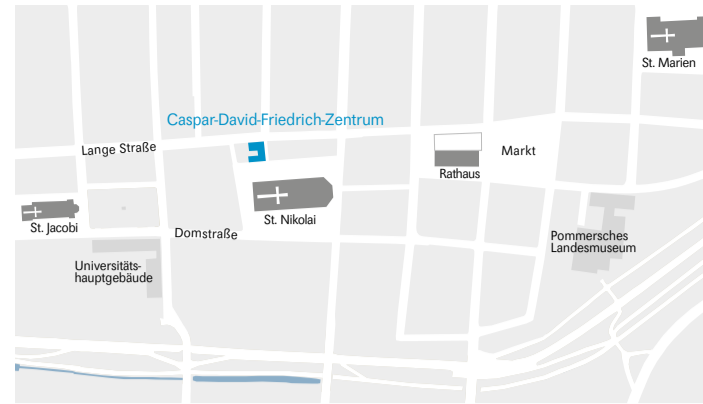 St. Marien
Caspar-David-Friedrich-Zentrum
Lange Straße
Markt
Rathaus
St. Nikolai
St. Jacobi
Domstraße
Pommersches
Landesmuseum
Universitäts-
hauptgebäude